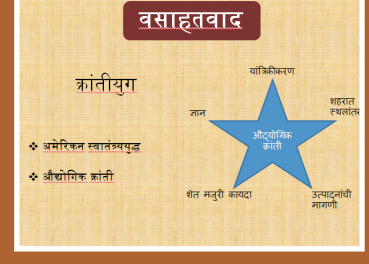 वसाहतवाद
क्रांतीयुग
❖ अमेरिकन स्वातंत्र्ययुद्ध
❖ औद्योगिक क्रांती
यांत्रिकीकरण
ज्ञान
शहरात
स्थलांतर
औद्योगिक
क्रांती
शेत मजुरी कायदा
उत्पादनांची
मागणी